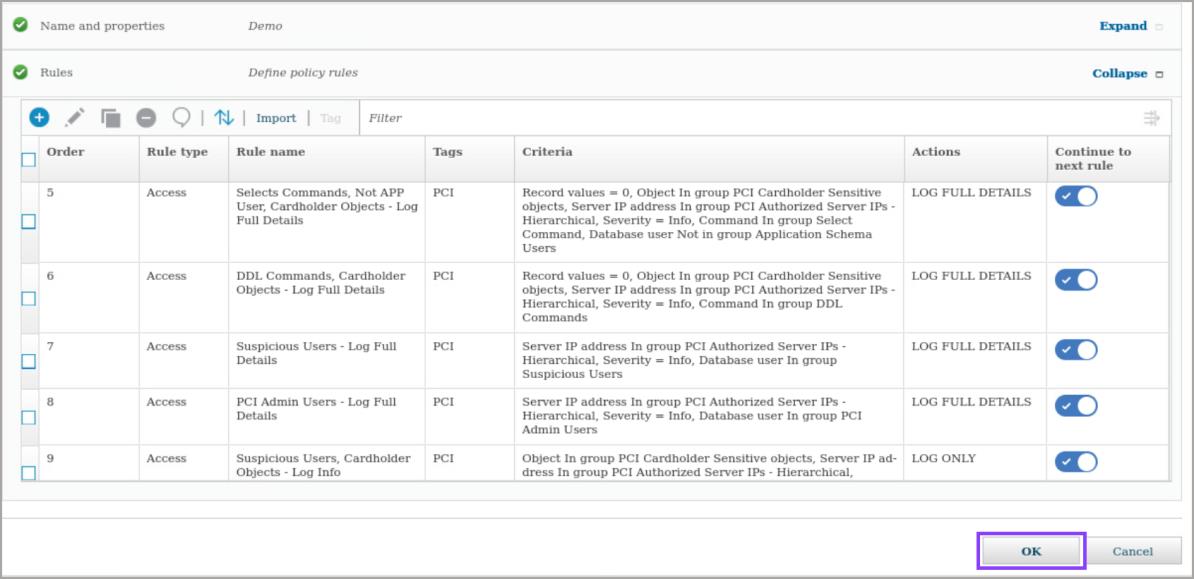 Name and properties Demo Expand
Rules Define policy rules Collapse
Import Tag Filter
Order Rule type Rule name Tags Criteria Actions Continue to
next rule
5 Access Selects Commands, Not APP PCI Record values = 0, Object In group PCI Cardholder Sensitive LOG FULL DETAILS
User, Cardholder Objects - Log objects, Server IP address In group PCI Authorized Server IPs -
Full Details Hierarchical, Severity = Info, Command In group Select
Command, Database user Not in group Application Schema
Users
6 Access DDL Commands, Cardholder PCI Record values = 0, Object In group PCI Cardholder Sensitive LOG FULL DETAILS
Objects - Log Full Details objects, Server IP address In group PCI Authorized Server IPs -
Hierarchical, Severity = Info, Command In group DDL
Commands
7 Access Suspicious Users - Log Full PCI Server IP address In group PCI Authorized Server IPs - LOG FULL DETAILS
Details Hierarchical, Severity = Info, Database user In group
Suspicious Users
8 Access PCI Admin Users - Log Full PCI Server IP address In group PCI Authorized Server IPs - LOG FULL DETAILS
Details Hierarchical, Severity = Info, Database user In group PCI
Admin Users
9 Access Suspicious Users, Cardholder PCI Object In group PCI Cardholder Sensitive objects, Server IP ad- LOG ONLY
Objects - Log Info dress In group PCI Authorized Server IPs - Hierarchical,
OK Cancel